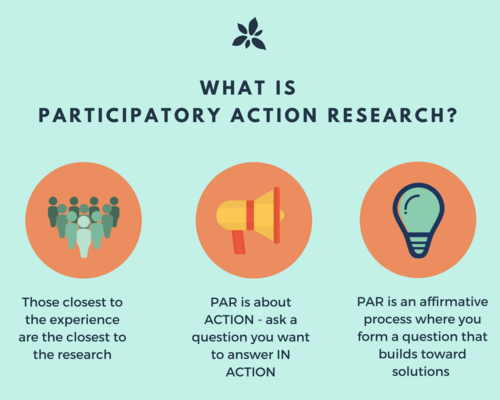 WHAT IS
PARTICIPATORY ACTION RESEARCH?
Those closest to
the experience
are the closest to
the research
PAR is about
ACTION - ask a
question you want
to answer IN
ACTION
PAR is an affirmative
process where you
form a question that
builds toward
solutions